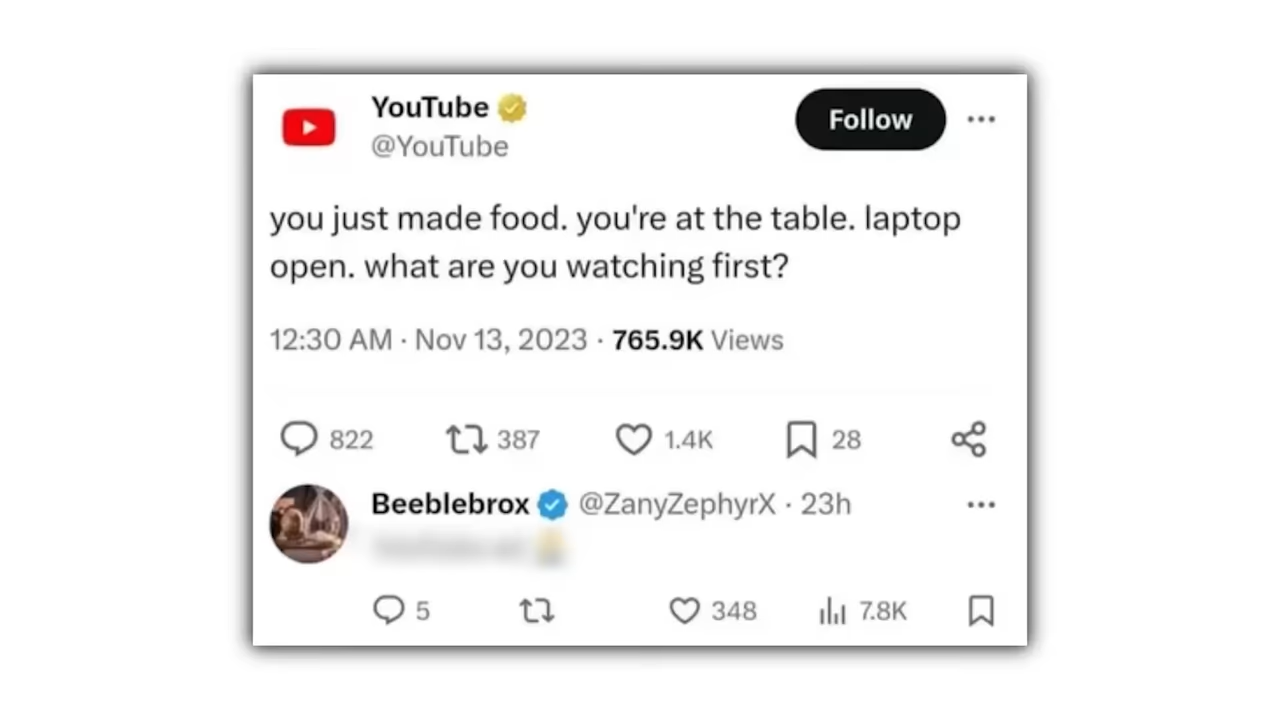 YouTube
Follow
@YouTube
you just made food. you're at the table. laptop
open. what are you watching first?
12:30 AM · Nov 13, 2023 · 765.9K Views
822 387 1.4K 28
Beeblebrox @ZanyZephyrX · 23h
5 348 7.8K